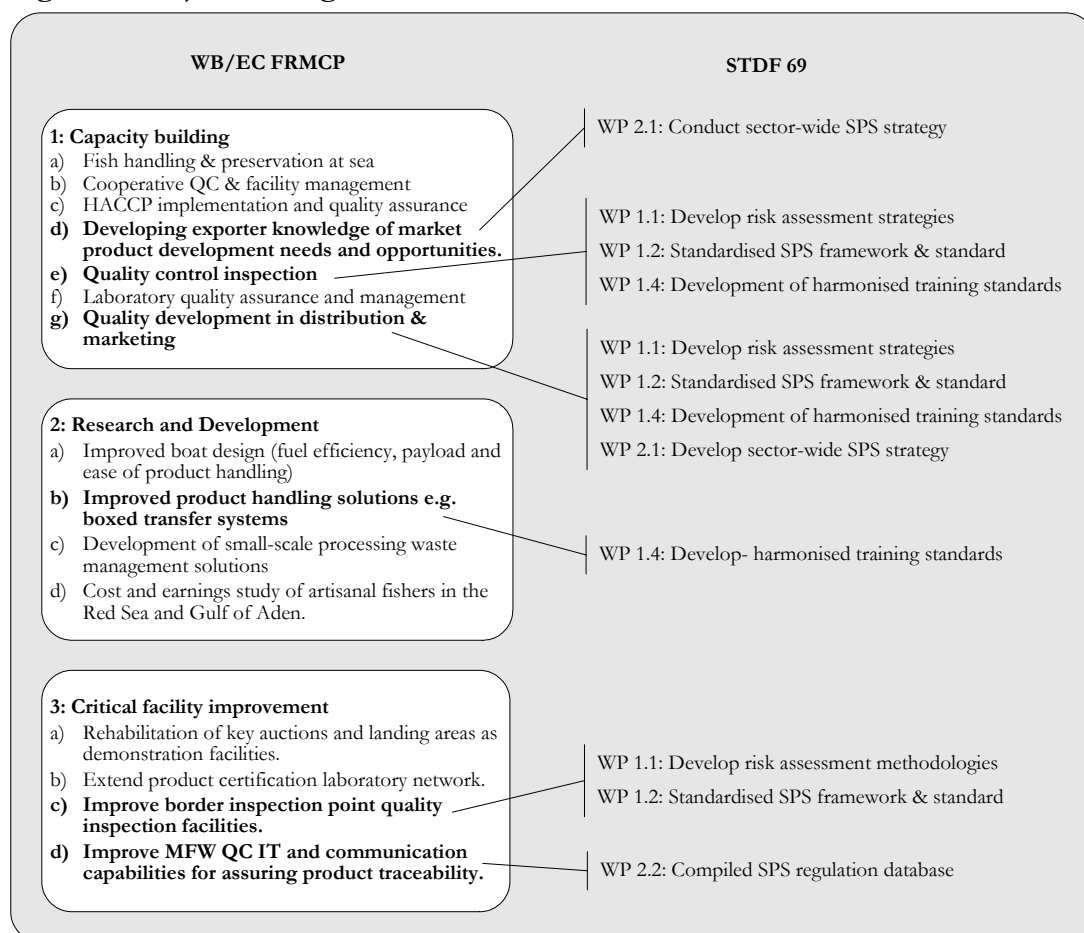 WB/EC FRMCP
STDF 69
1: Capacity building
a) Fish handling & preservation at sea
b) Cooperative QC & facility management
c) HACCP implementation and quality assurance
d) Developing exporter knowledge of market
product development needs and opportunities.
e) Quality control inspection
f) Laboratory quality assurance and management
g) Quality development in distribution &
marketing
WP 2.1: Conduct sector-wide SPS strategy
WP 1.1: Develop risk assessment strategies
WP 1.2: Standardised SPS framework & standard
WP 1.4: Development of harmonised training standards
WP 1.1: Develop risk assessment strategies
WP 1.2: Standardised SPS framework & standard
WP 1.4: Development of harmonised training standards
WP 2.1: Develop sector-wide SPS strategy
2: Research and Development
a) Improved boat design (fuel efficiency, payload and
ease of product handling)
b) Improved product handling solutions e.g.
boxed transfer systems
c) Development of small-scale processing waste
management solutions
d) Cost and earnings study of artisanal fishers in the
Red Sea and Gulf of Aden.
WP 1.4: Develop- harmonised training standards
3: Critical facility improvement
a) Rehabilitation of key auctions and landing areas as
demonstration facilities.
b) Extend product certification laboratory network.
c) Improve border inspection point quality
inspection facilities.
d) Improve MFW QC IT and communication
capabilities for assuring product traceability.
WP 1.1: Develop risk assessment methodologies
WP 1.2: Standardised SPS framework & standard
WP 2.2: Compiled SPS regulation database